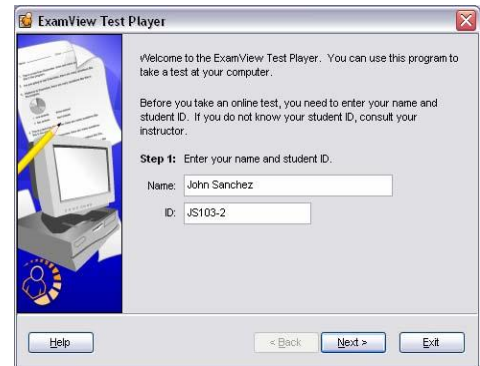 ExamView Test Player
Welcome to the ExamView Test Player. You can use this program to
take a test at your computer.
Before you take an online test, you need to enter your name and
student ID. If you do not know your student ID, consult your
instructor.
Step 1: Enter your name and student ID.
Name: John Sanchez
ID: JS103-2
Help
< Back
Next >
Exit